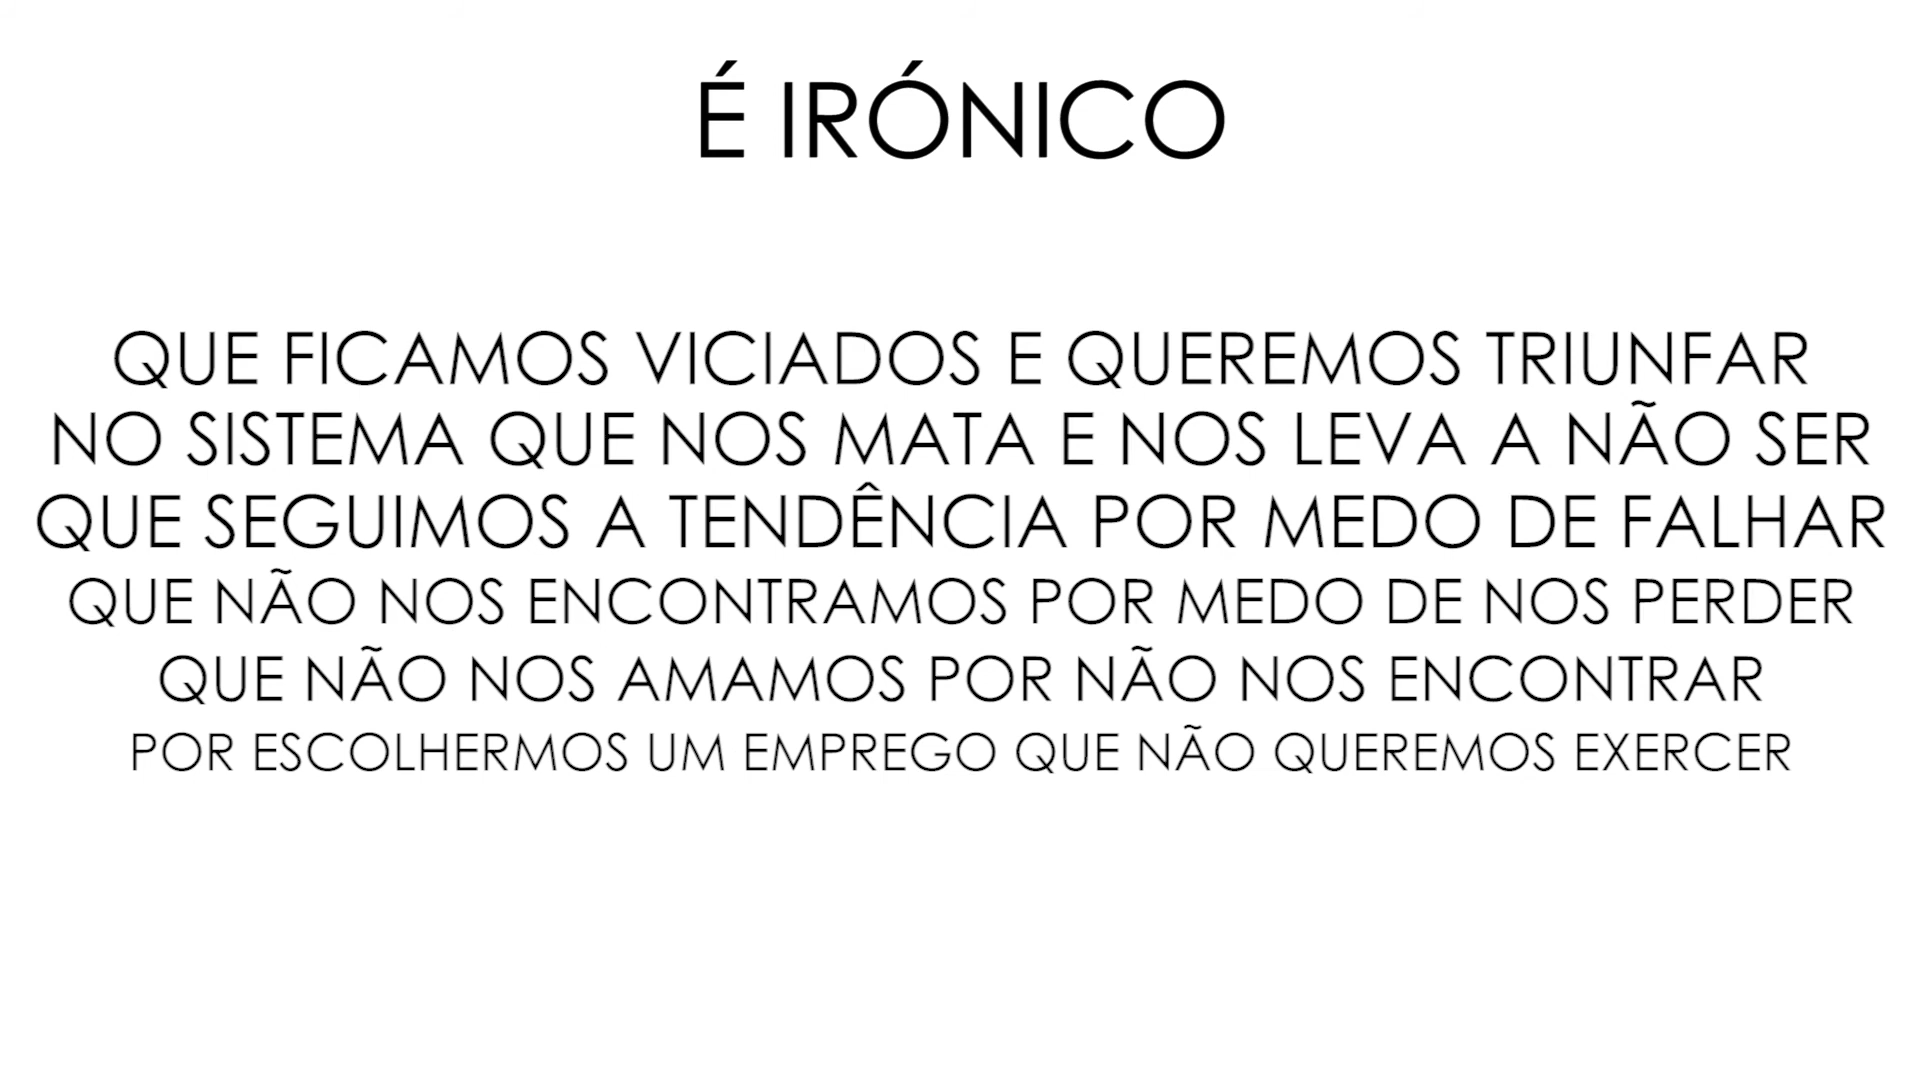 É IRÓNICO
QUE FICAMOS VICIADOS E QUEREMOS TRIUNFAR
NO SISTEMA QUE NOS MATA E NOS LEVA A NÃO SER
QUE SEGUIMOS A TENDÊNCIA POR MEDO DE FALHAR
QUE NÃO NOS ENCONTRAMOS POR MEDO DE NOS PERDER
QUE NÃO NOS AMAMOS POR NÃO NOS ENCONTRAR
POR ESCOLHERMOS UM EMPREGO QUE NÃO QUEREMOS EXERCER